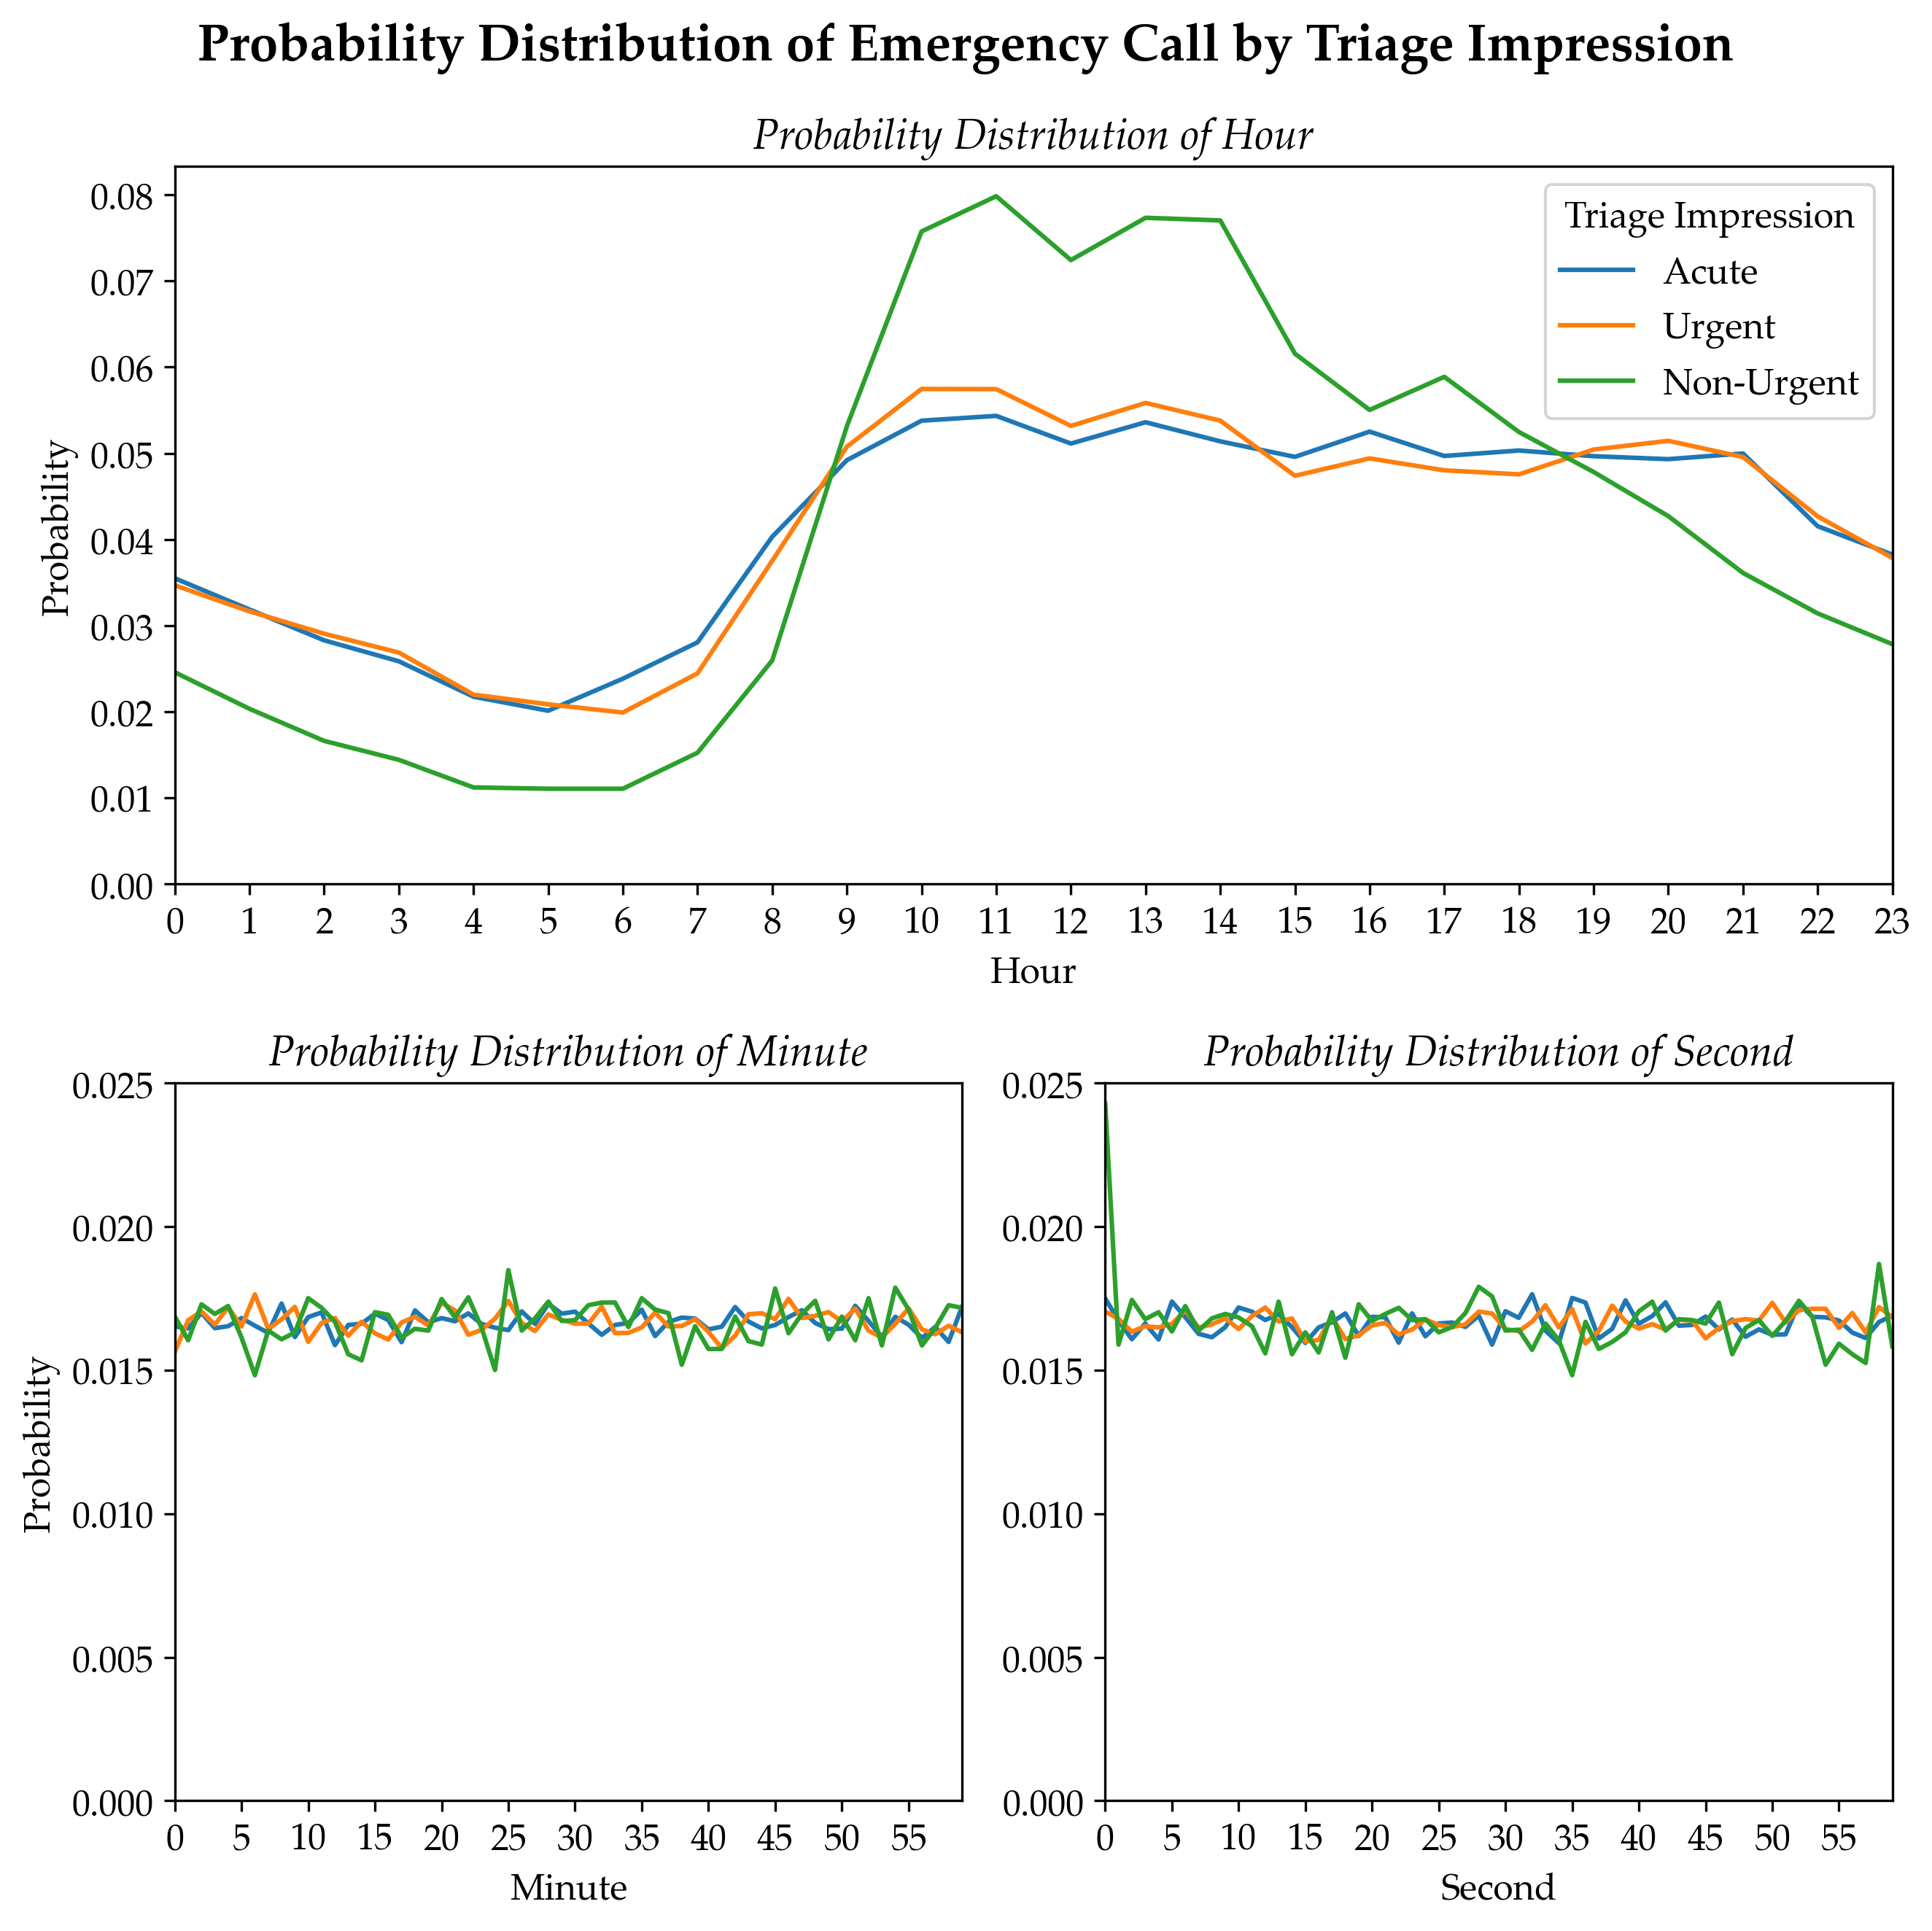 Probability Distribution of Emergency Call by Triage Impression
Probability Distribution of Hour
Probability
0.08
0.07
0.06
0.05
0.04
0.03
0.02
0.01
0.00
Triage Impression
Acute
Urgent
Non-Urgent
0 1 2 3 4 5 6 7 8 9 10 11 12 13 14 15 16 17 18 19 20 21 22 23
Hour
Probability Distribution of Minute
Probability
0.025
0.020
0.015
0.010
0.005
0.000
0 5 10 15 20 25 30 35 40 45 50 55
Minute
Probability Distribution of Second
0.025
0.020
0.015
0.010
0.005
0.000
0 5 10 15 20 25 30 35 40 45 50 55
Second